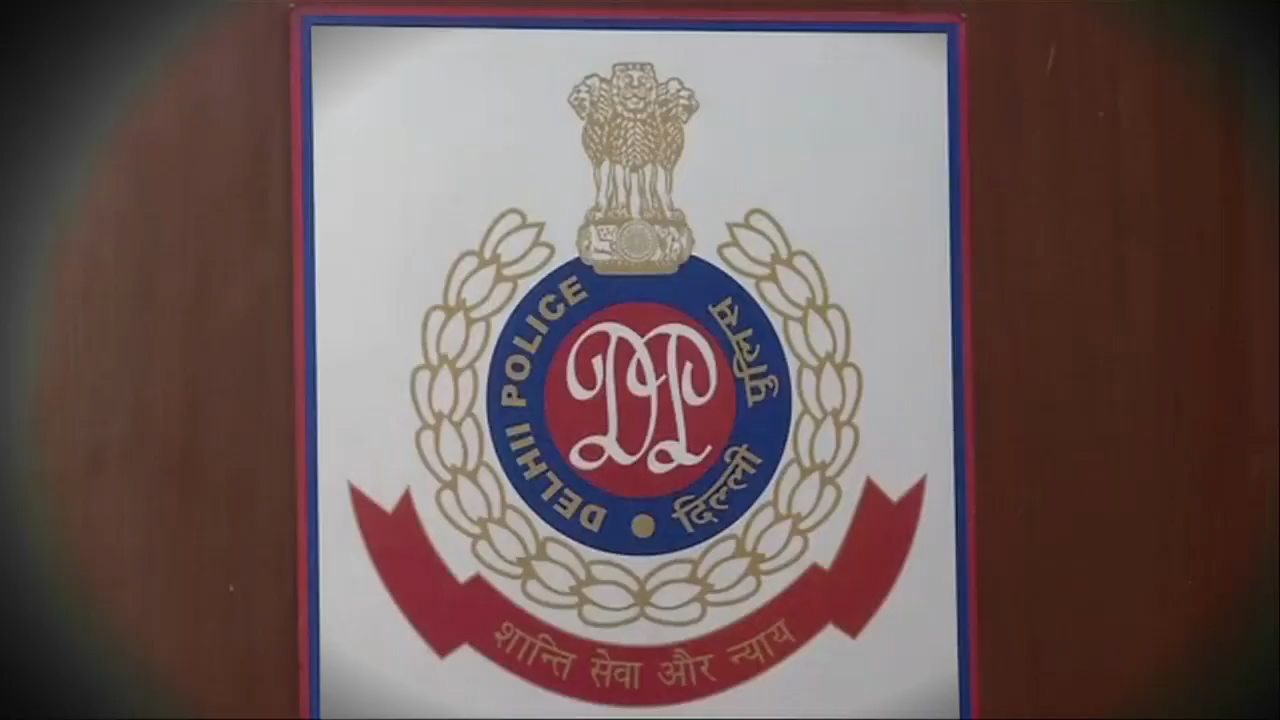 DELHI POLICE
दिल्ली पुलिस
DP
शान्ति सेवा और न्याय